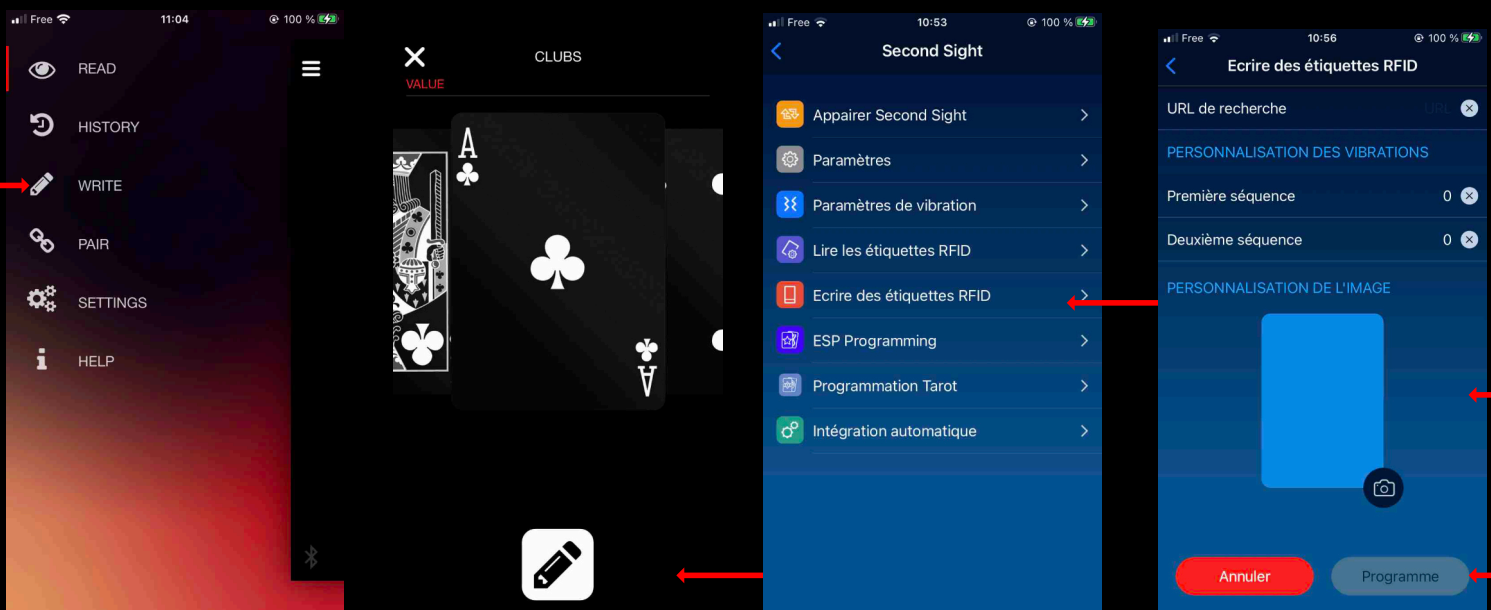 Free 11:04 100 %
READ
HISTORY
WRITE
PAIR
SETTINGS
HELP
CLUBS
VALUE
A
A
Free 10:53 100 %
Second Sight
Appairer Second Sight
Paramètres
Paramètres de vibration
Lire les étiquettes RFID
Ecrire des étiquettes RFID
ESP Programming
Programmation Tarot
Intégration automatique
Free 10:56 100 %
Ecrire des étiquettes RFID
URL de recherche URL
PERSONNALISATION DES VIBRATIONS
Première séquence 0
Deuxième séquence 0
PERSONNALISATION DE L'IMAGE
Annuler Programme